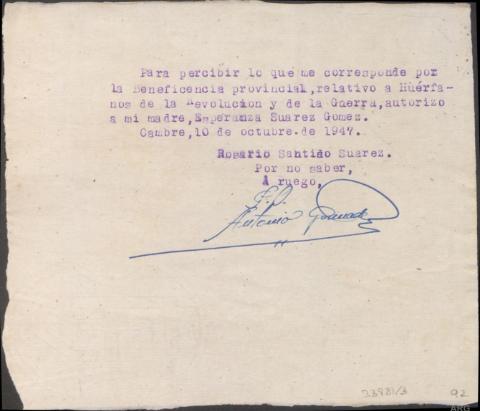 Para percibir lo que me corresponde por
la Beneficencia provincial, relativo a Huérfa-
nos de la Revolucion y de la Guerra, autorizo
a mi madre, Esperanza Suarez Gomez.
Cambre, 10 de octubre de 1947.
Rosario Santiso Suarez.
Por no saber,
A ruego,
Antonio
23981/3
92